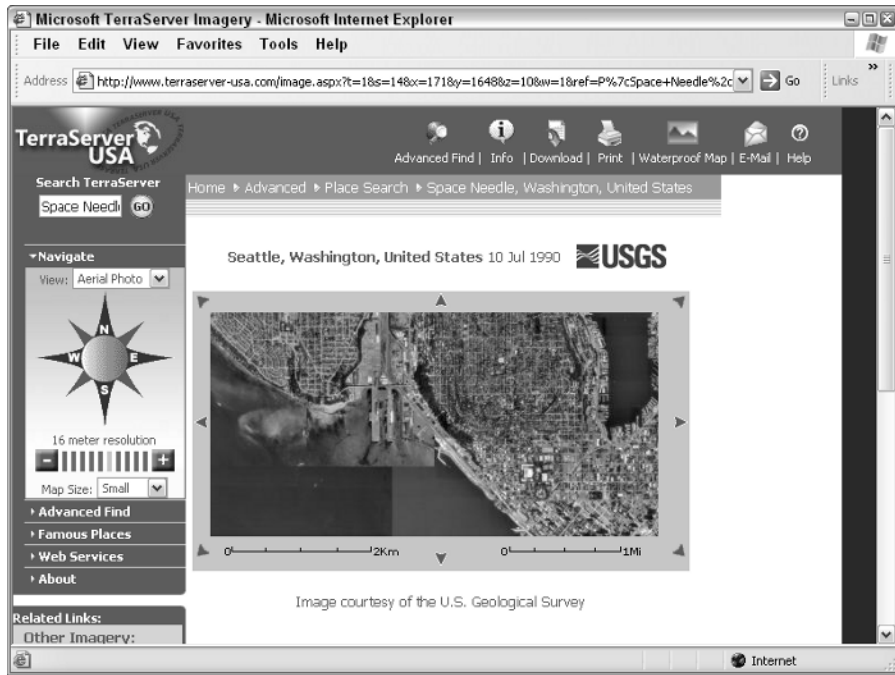 Microsoft TerraServer Imagery - Microsoft Internet Explorer
File Edit View Favorites Tools Help
Address http://www.terraserver-usa.com/image.aspx?t=1&s=14&x=171&y=1648&z=10&w=1&ref=P%7cSpace+Needle%2c Go Links »
TerraServer USA
Advanced Find | Info | Download | Print | Waterproof Map | E-Mail | Help
Search TerraServer
Space Needl GO
Home Advanced Place Search Space Needle, Washington, United States
Seattle, Washington, United States 10 Jul 1990 USGS
Navigate
View: Aerial Photo
N
W E
S
16 meter resolution
- +
Map Size: Small
Advanced Find
Famous Places
Web Services
About
0 2Km 0 1Mi
Image courtesy of the U.S. Geological Survey
Related Links:
Other Imagery:
Internet